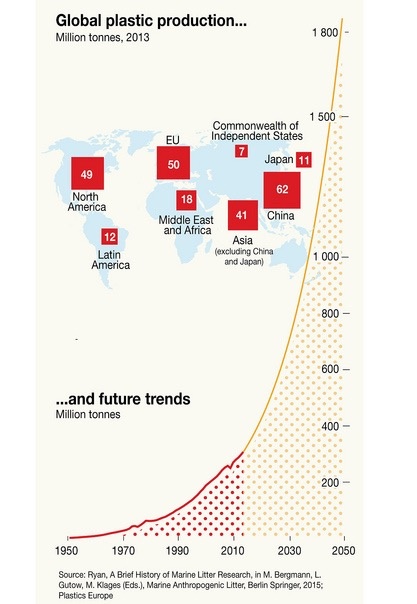 Global plastic production...
Million tonnes, 2013
1 800
1 500
Commonwealth of
Independent States
7
EU
50
Japan
11
49
North
America
18
Middle East
and Africa
62
China
41
Asia
(excluding China
and Japan)
12
Latin
America
1 000
800
600
...and future trends
Million tonnes
400
200
1950
1970
1990
2010
2030
2050
Source: Ryan, A Brief History of Marine Litter Research, in M. Bergmann, L.
Gutow, M. Klages (Eds.), Marine Anthropogenic Litter, Berlin Springer, 2015;
Plastics Europe